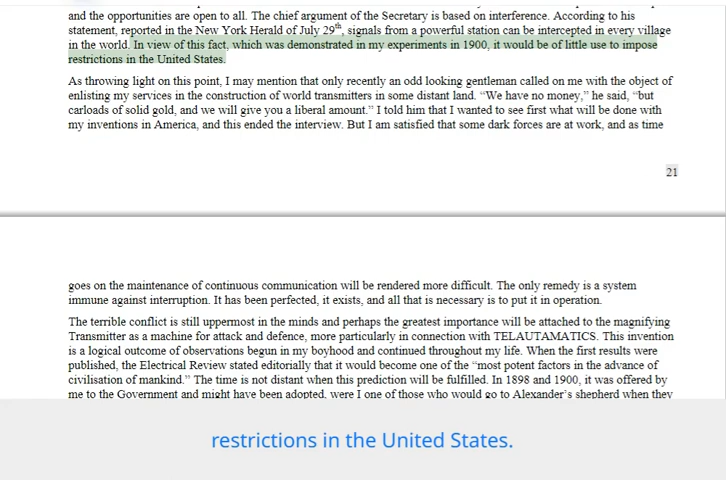 and the opportunities are open to all. The chief argument of the Secretary is based on interference. According to his
statement, reported in the New York Herald of July 29th, signals from a powerful station can be intercepted in every village
in the world. In view of this fact, which was demonstrated in my experiments in 1900, it would be of little use to impose
restrictions in the United States.
As throwing light on this point, I may mention that only recently an odd looking gentleman called on me with the object of
enlisting my services in the construction of world transmitters in some distant land. “We have no money,” he said, “but
carloads of solid gold, and we will give you a liberal amount.” I told him that I wanted to see first what will be done with
my inventions in America, and this ended the interview. But I am satisfied that some dark forces are at work, and as time
21
goes on the maintenance of continuous communication will be rendered more difficult. The only remedy is a system
immune against interruption. It has been perfected, it exists, and all that is necessary is to put it in operation.
The terrible conflict is still uppermost in the minds and perhaps the greatest importance will be attached to the magnifying
Transmitter as a machine for attack and defence, more particularly in connection with TELAUTAMATICS. This invention
is a logical outcome of observations begun in my boyhood and continued throughout my life. When the first results were
published, the Electrical Review stated editorially that it would become one of the “most potent factors in the advance of
civilisation of mankind.” The time is not distant when this prediction will be fulfilled. In 1898 and 1900, it was offered by
me to the Government and might have been adopted, were I one of those who would go to Alexander’s shepherd when they
restrictions in the United States.